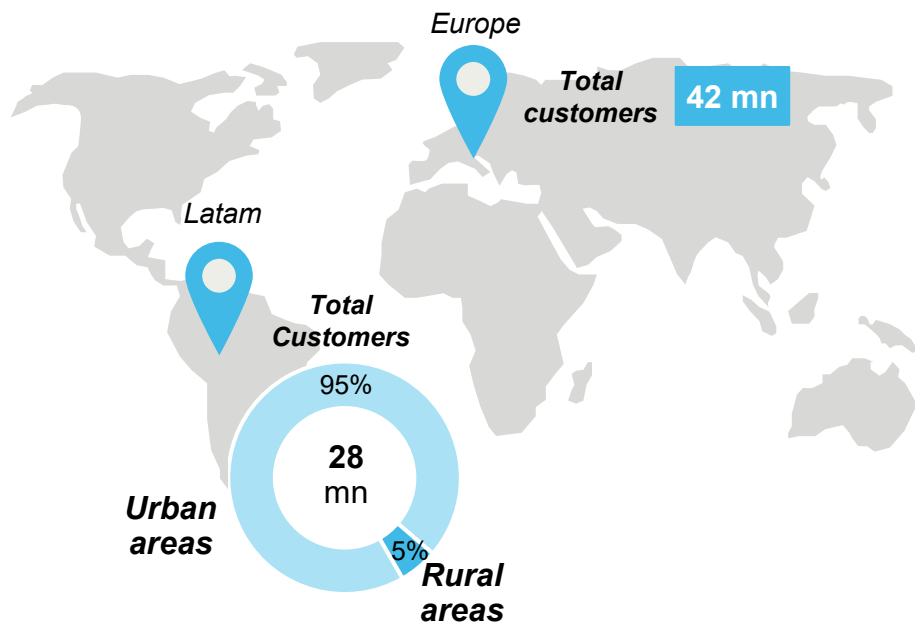 Europe
Total
customers
42 mn
Latam
Total
Customers
95%
28
mn
Urban
areas
5%
Rural
areas